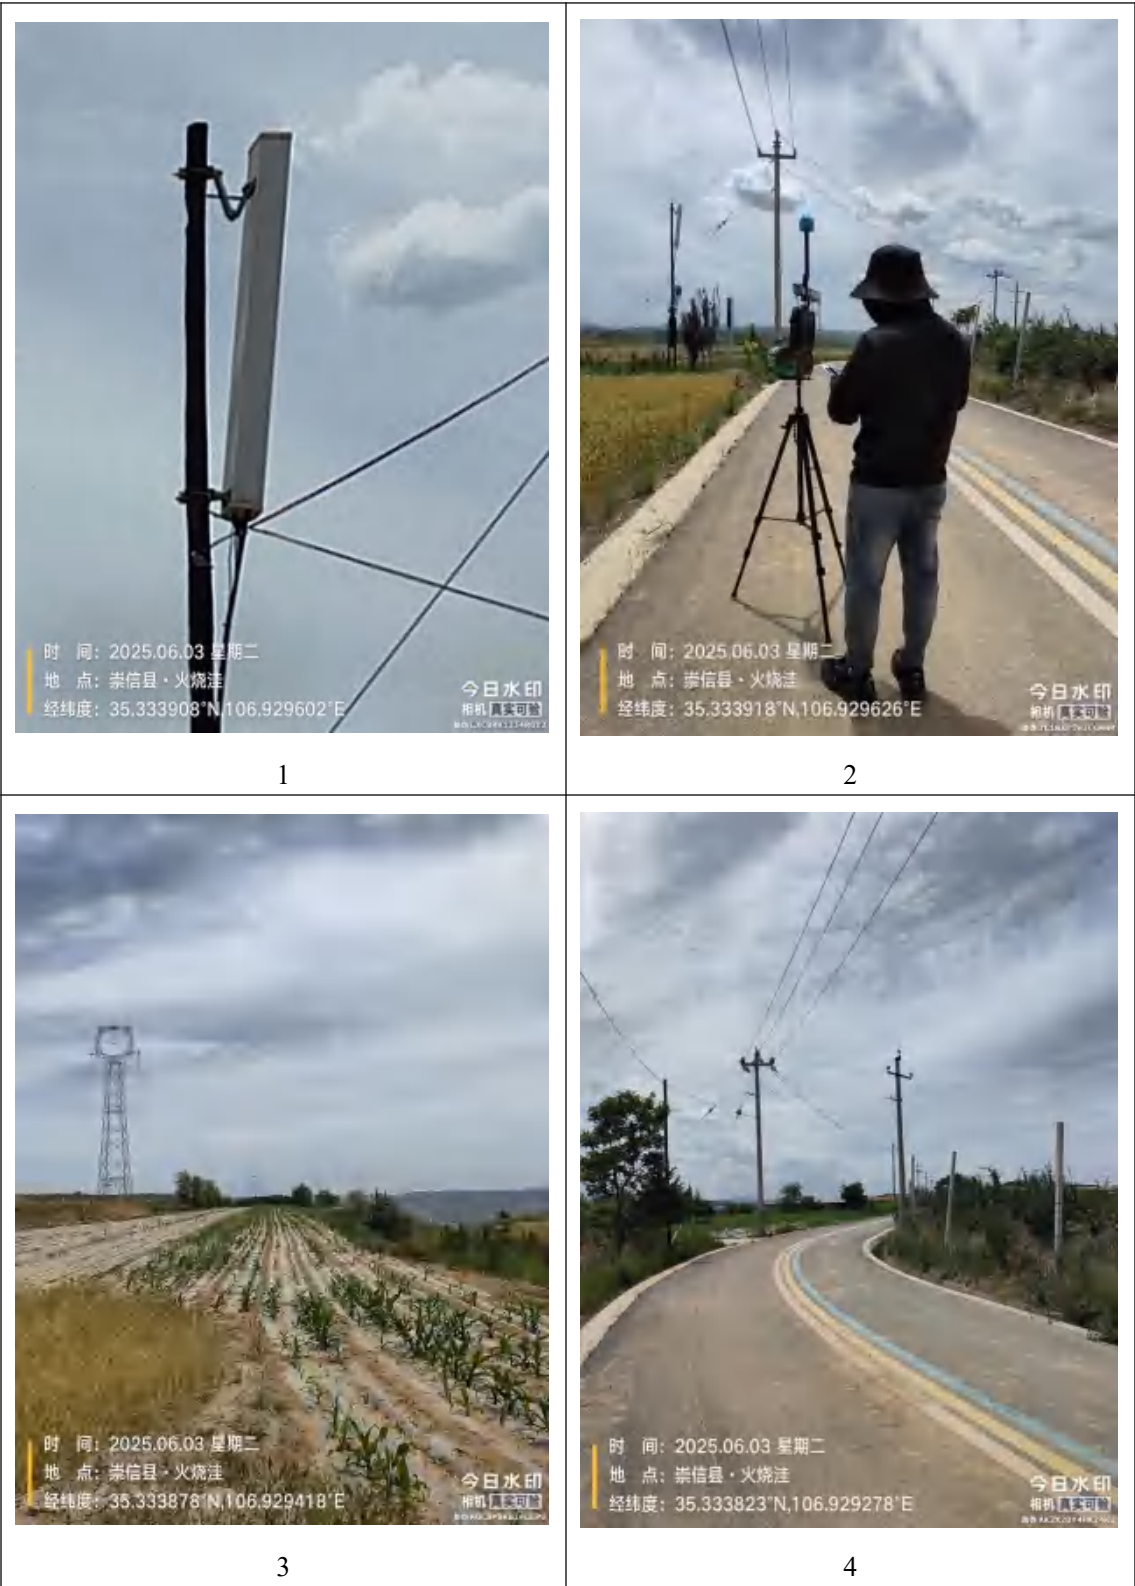 时 间：2025.06.03 星期二
地 点：崇信县·火烧洼
经纬度：35.333908°N,106.929602°E
今日水印
相机 真实可验
1
时 间：2025.06.03 星期二
地 点：崇信县·火烧洼
经纬度：35.333918°N,106.929626°E
今日水印
相机 真实可验
2
时 间：2025.06.03 星期二
地 点：崇信县·火烧洼
经纬度：35.333878°N,106.929418°E
今日水印
相机 真实可验
3
时 间：2025.06.03 星期二
地 点：崇信县·火烧洼
经纬度：35.333823°N,106.929278°E
今日水印
相机 真实可验
4